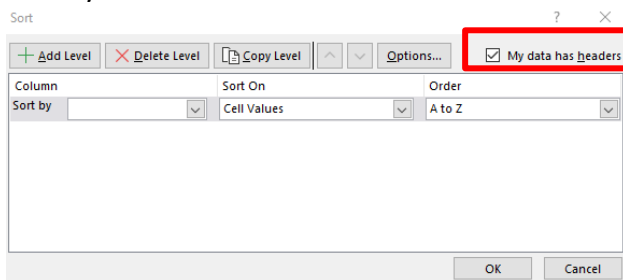 Sort ?
Add Level Delete Level Copy Level Options... My data has headers
Column Sort On Order
Sort by Cell Values A to Z
OK Cancel